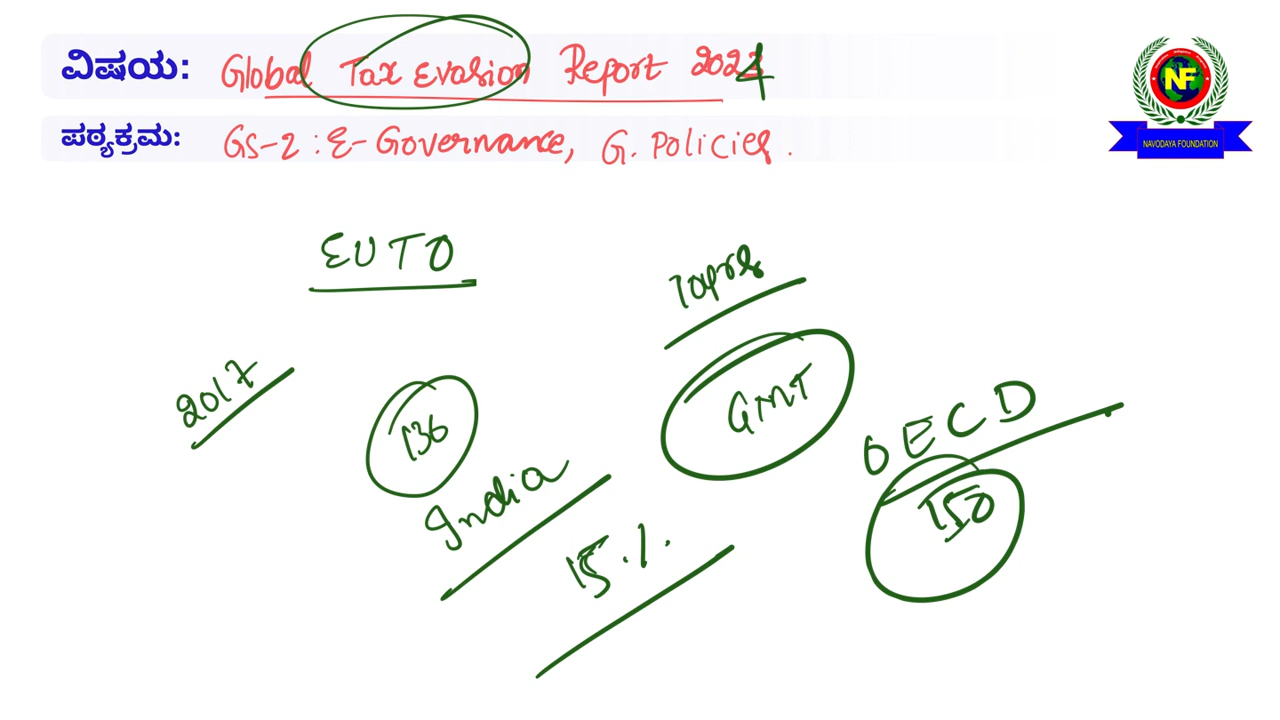 ವಿಷಯ: Global Tax Evasion Report 2024
ಪಠ್ಯಕ್ರಮ: GS-2 : E-Governance, G. Policies.
NF
NAVODAYA FOUNDATION
EUTO
2017
136
GMT
OECD
India
150
15%